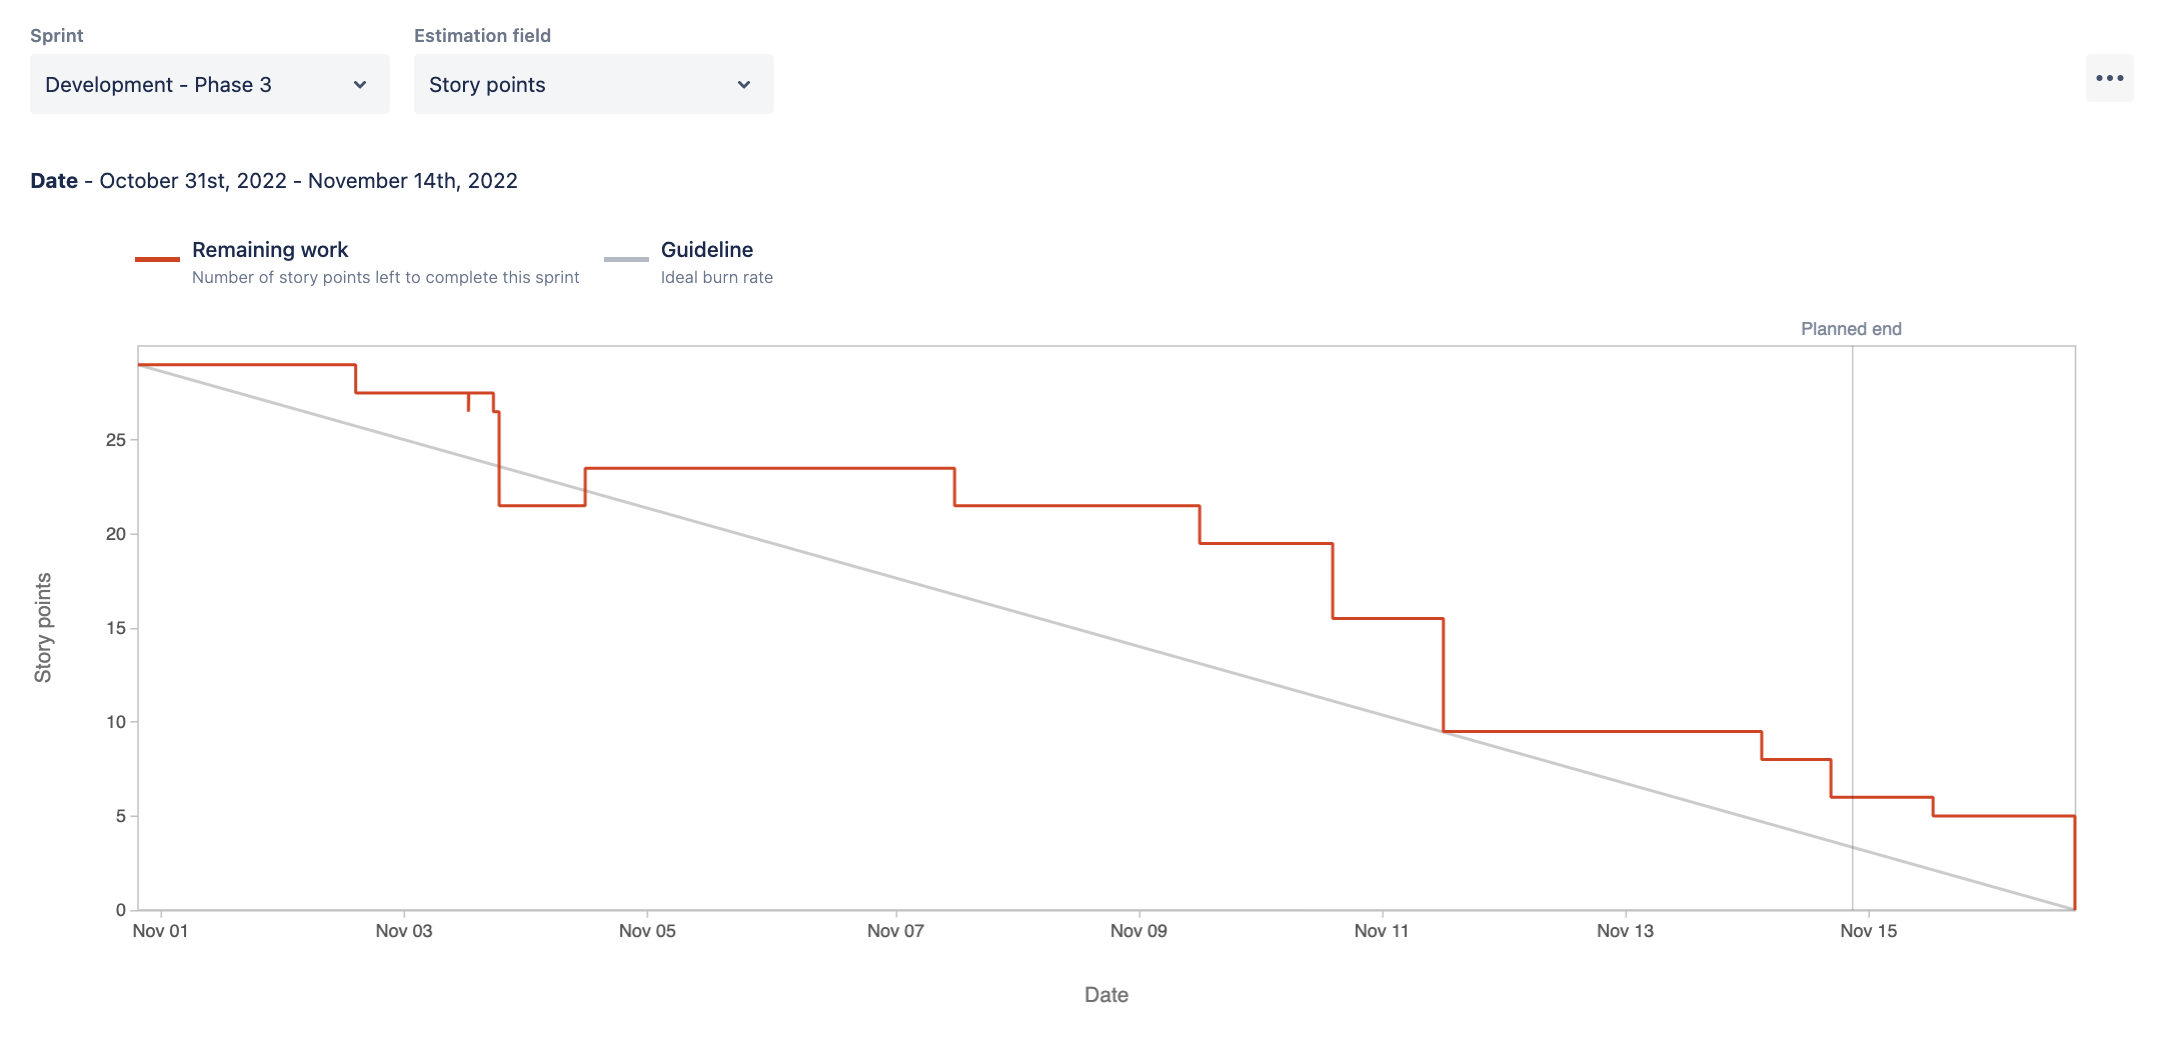 Sprint
Estimation field
Development - Phase 3
Story points
Date - October 31st, 2022 - November 14th, 2022
Remaining work
Number of story points left to complete this sprint
Guideline
Ideal burn rate
Planned end
25
20
15
10
5
0
Story points
Nov 01
Nov 03
Nov 05
Nov 07
Nov 09
Nov 11
Nov 13
Nov 15
Date